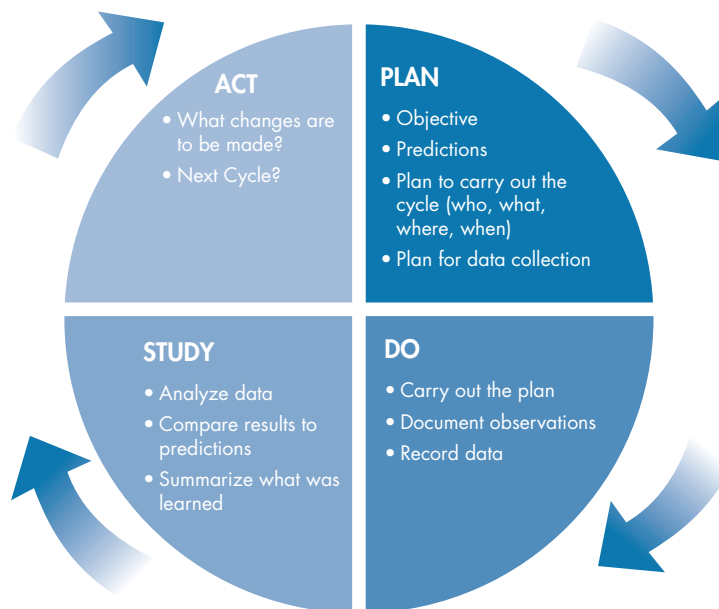 ACT
• What changes are
to be made?
• Next Cycle?
PLAN
• Objective
• Predictions
• Plan to carry out the
cycle (who, what,
where, when)
• Plan for data collection
STUDY
• Analyze data
• Compare results to
predictions
• Summarize what was
learned
DO
• Carry out the plan
• Document observations
• Record data